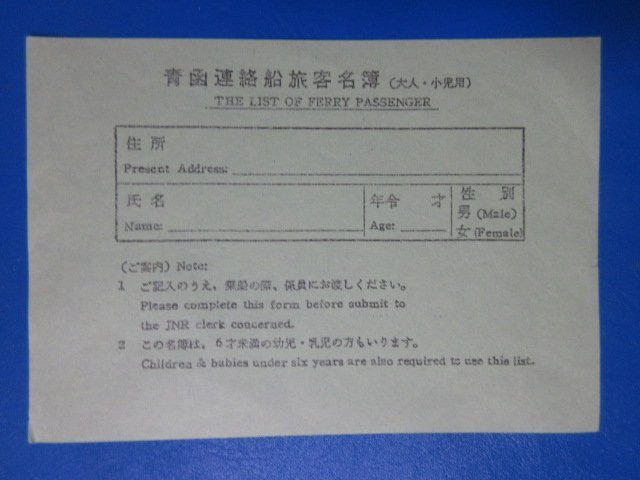 青函連絡船旅客名簿(大人・小児用)
THE LIST OF FERRY PASSENGER
住所
Present Address:
氏名
Name:
年令 才
Age:
性別
男 (Male)
女 (Female)
(ご案内) Note:
1 ご記入のうえ、乗船の際、係員にお渡しください。
Please complete this form before submit to
the JNR clerk concerned.
2 この名簿は、6才未満の幼児・乳児の方もいります。
Children & babies under six years are also required to use this list.